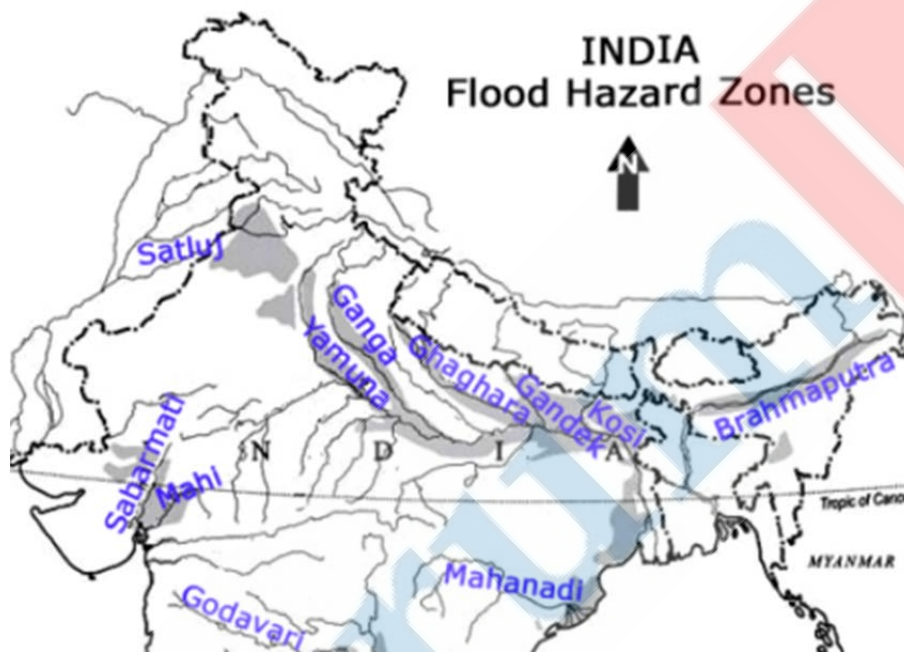 INDIA
Flood Hazard Zones
N
Satluj
Ganga
Yamuna
Ghaghara
Gandek
Kosi
Brahmaputra
Sabarmati
Mahi
N D I A
Tropic of Canc
MYANMAR
Mahanadi
Godavari